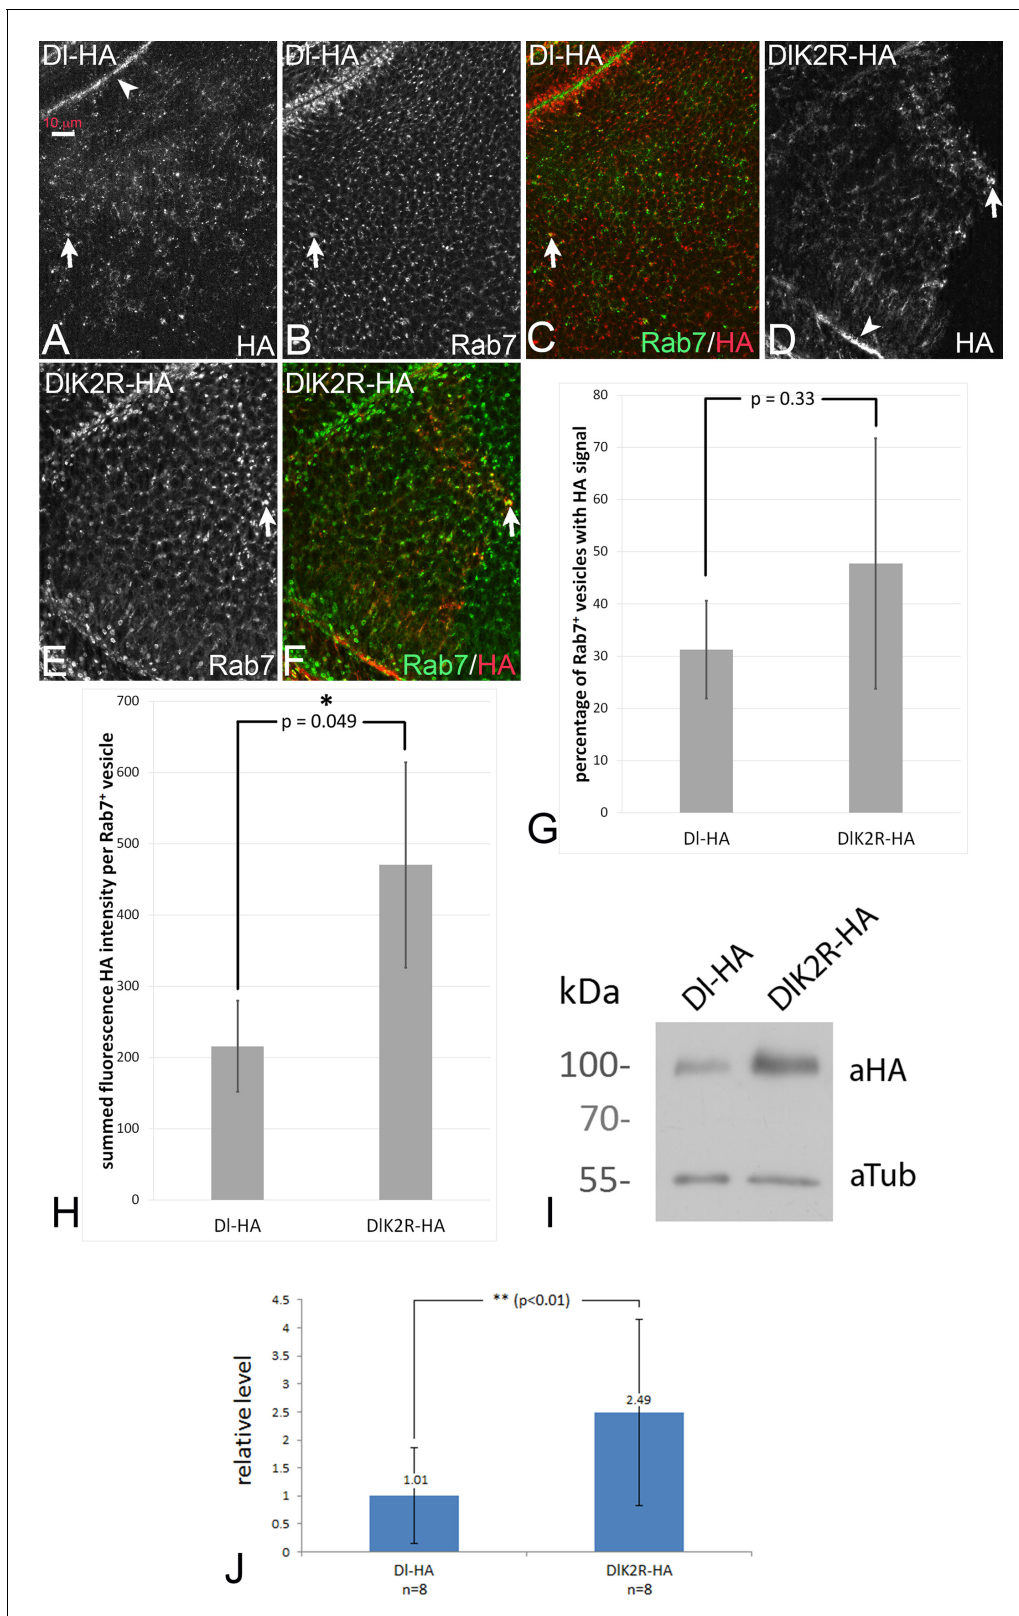 Dl-HA
10 µm
A
HA
Dl-HA
B
Rab7
Dl-HA
C
Rab7/HA
DlK2R-HA
D
HA
DlK2R-HA
E
Rab7
DlK2R-HA
F
Rab7/HA
80
70
60
50
40
30
20
10
0
percentage of Rab7+ vesicles with HA signal
p = 0.33
Dl-HA
DlK2R-HA
G
700
600
500
400
300
200
100
0
summed fluorescence HA intensity per Rab7+ vesicle
*
p = 0.049
Dl-HA
DlK2R-HA
H
kDa
Dl-HA
DlK2R-HA
100-
70-
55-
aHA
aTub
I
4.5
4
3.5
3
2.5
2
1.5
1
0.5
0
relative level
** (p<0.01)
1.01
2.49
Dl-HA
n=8
DlK2R-HA
n=8
J